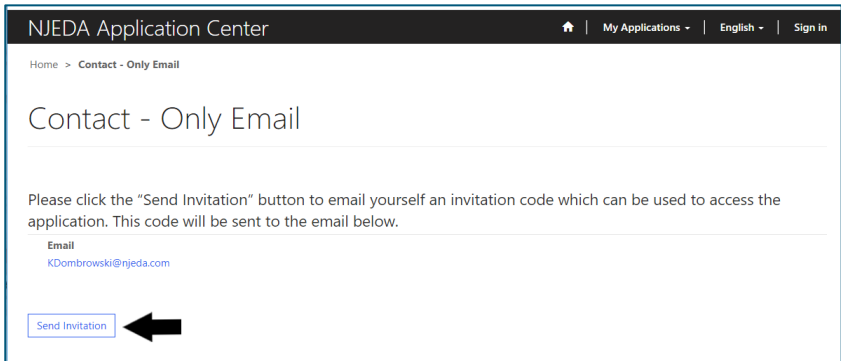 NJEDA Application Center
My Applications | English | Sign in
Home > Contact - Only Email
Contact - Only Email
Please click the “Send Invitation” button to email yourself an invitation code which can be used to access the
application. This code will be sent to the email below.
Email
KDombrowski@njeda.com
Send Invitation